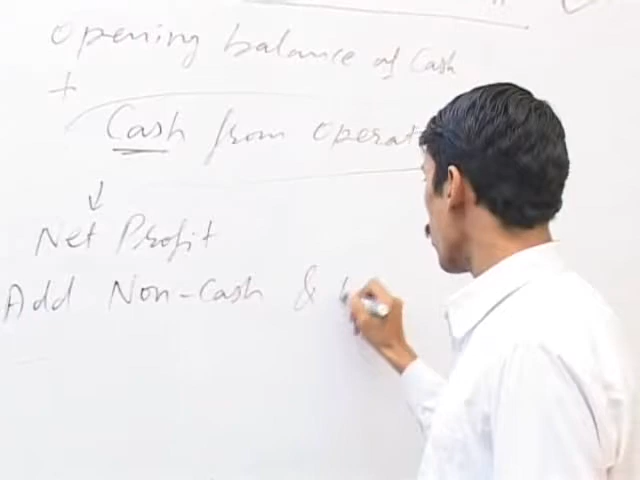 Opening balance of Cash
+
Cash from operat
Net Profit
Add Non-Cash &